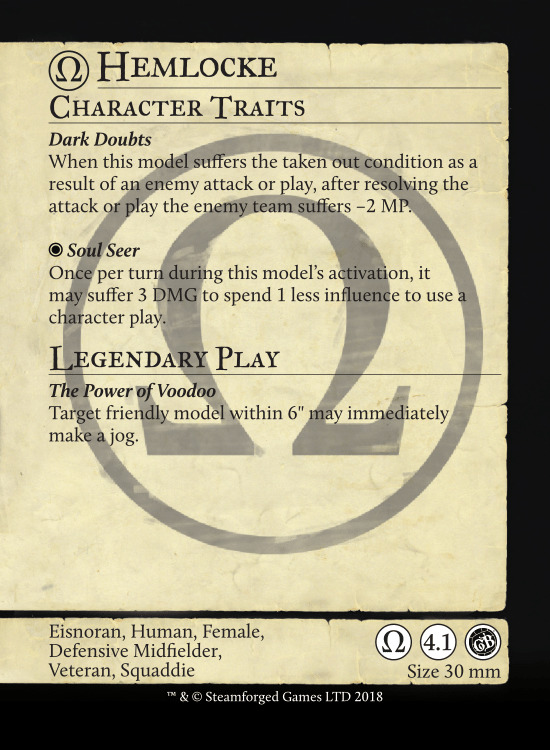 Ω Hemlocke
Character Traits
Dark Doubts
When this model suffers the taken out condition as a
result of an enemy attack or play, after resolving the
attack or play the enemy team suffers –2 MP.
Soul Seer
Once per turn during this model’s activation, it
may suffer 3 DMG to spend 1 less influence to use a
character play.
Legendary Play
The Power of Voodoo
Target friendly model within 6" may immediately
make a jog.
Eisnoran, Human, Female,
Defensive Midfielder,
Veteran, Squaddie
Ω 4.1 GB
Size 30 mm
™ & © Steamforged Games LTD 2018